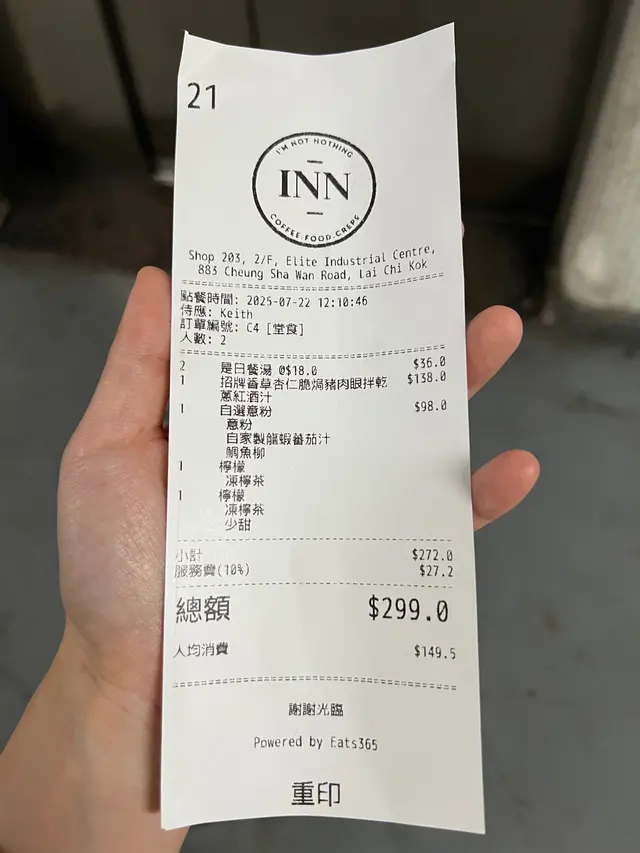 21
I'M NOT NOTHING
INN
COFFEE.FOOD.CREPE
Shop 203, 2/F, Elite Industrial Centre,
883 Cheung Sha Wan Road, Lai Chi Kok
點餐時間: 2025-07-22 12:10:46
侍應: Keith
訂單編號: C4 [堂食]
人數: 2
2 是日餐湯 @$18.0 $36.0
1 招牌香草杏仁脆焗豬肉眼拌乾 $138.0
蔥紅酒汁
1 自選意粉 $98.0
意粉
自家製龍蝦蕃茄汁
鯛魚柳
1 檸檬
凍檸茶
1 檸檬
凍檸茶
少甜
小計 $272.0
服務費(10%) $27.2
總額 $299.0
人均消費 $149.5
謝謝光臨
Powered by Eats365
重印